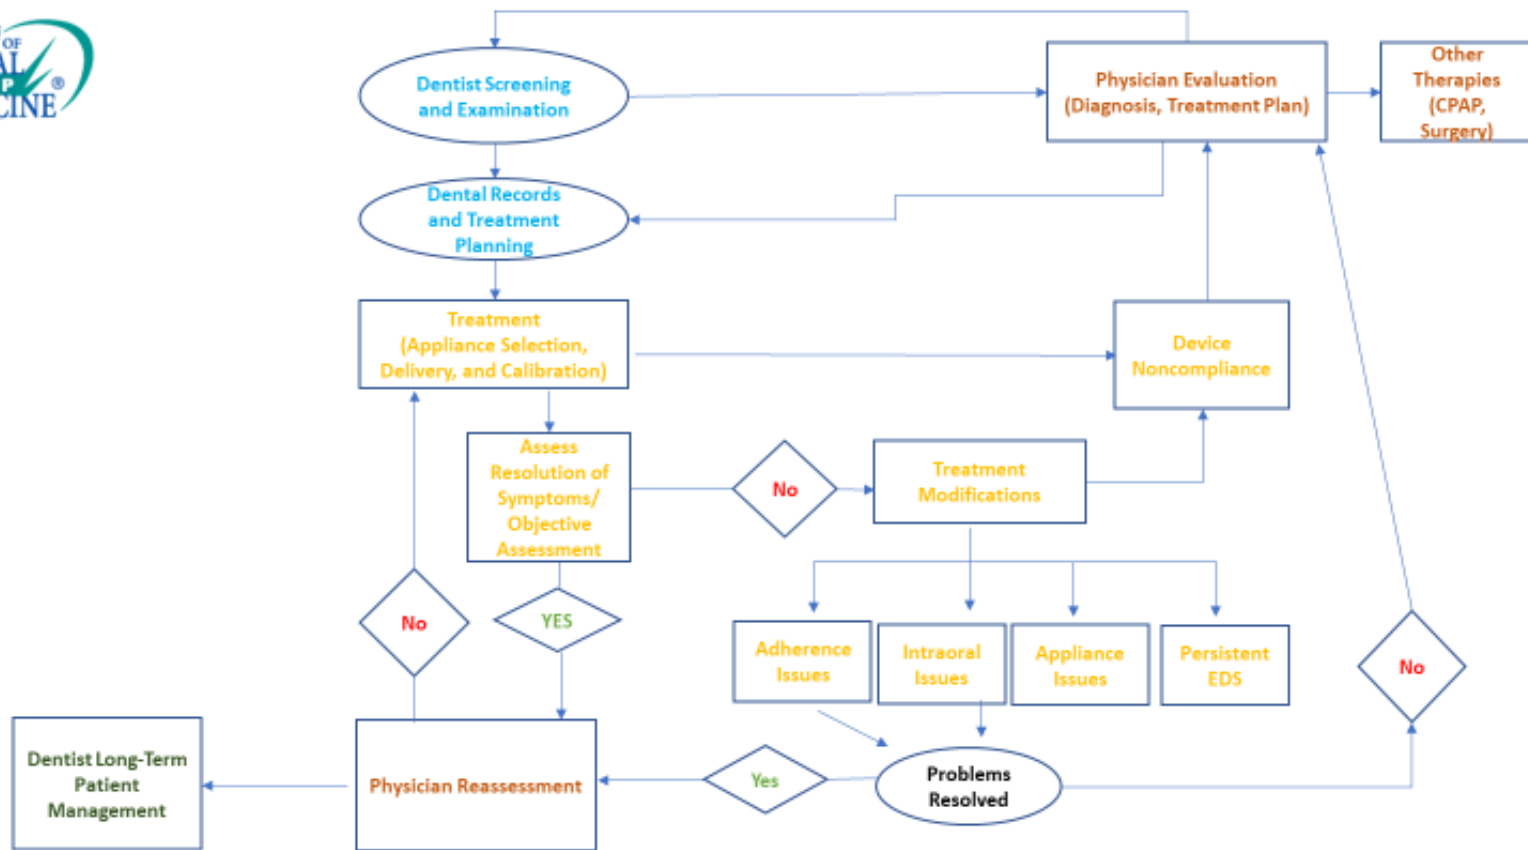 OF
CINE
®
Dentist Screening
and Examination
Physician Evaluation
(Diagnosis, Treatment Plan)
Other
Therapies
(CPAP,
Surgery)
Dental Records
and Treatment
Planning
Treatment
(Appliance Selection,
Delivery, and Calibration)
Device
Noncompliance
Assess
Resolution of
Symptoms/
Objective
Assessment
No
Treatment
Modifications
No
YES
Adherence
Issues
Intraoral
Issues
Appliance
Issues
Persistent
EDS
No
Dentist Long-Term
Patient
Management
Physician Reassessment
Yes
Problems
Resolved